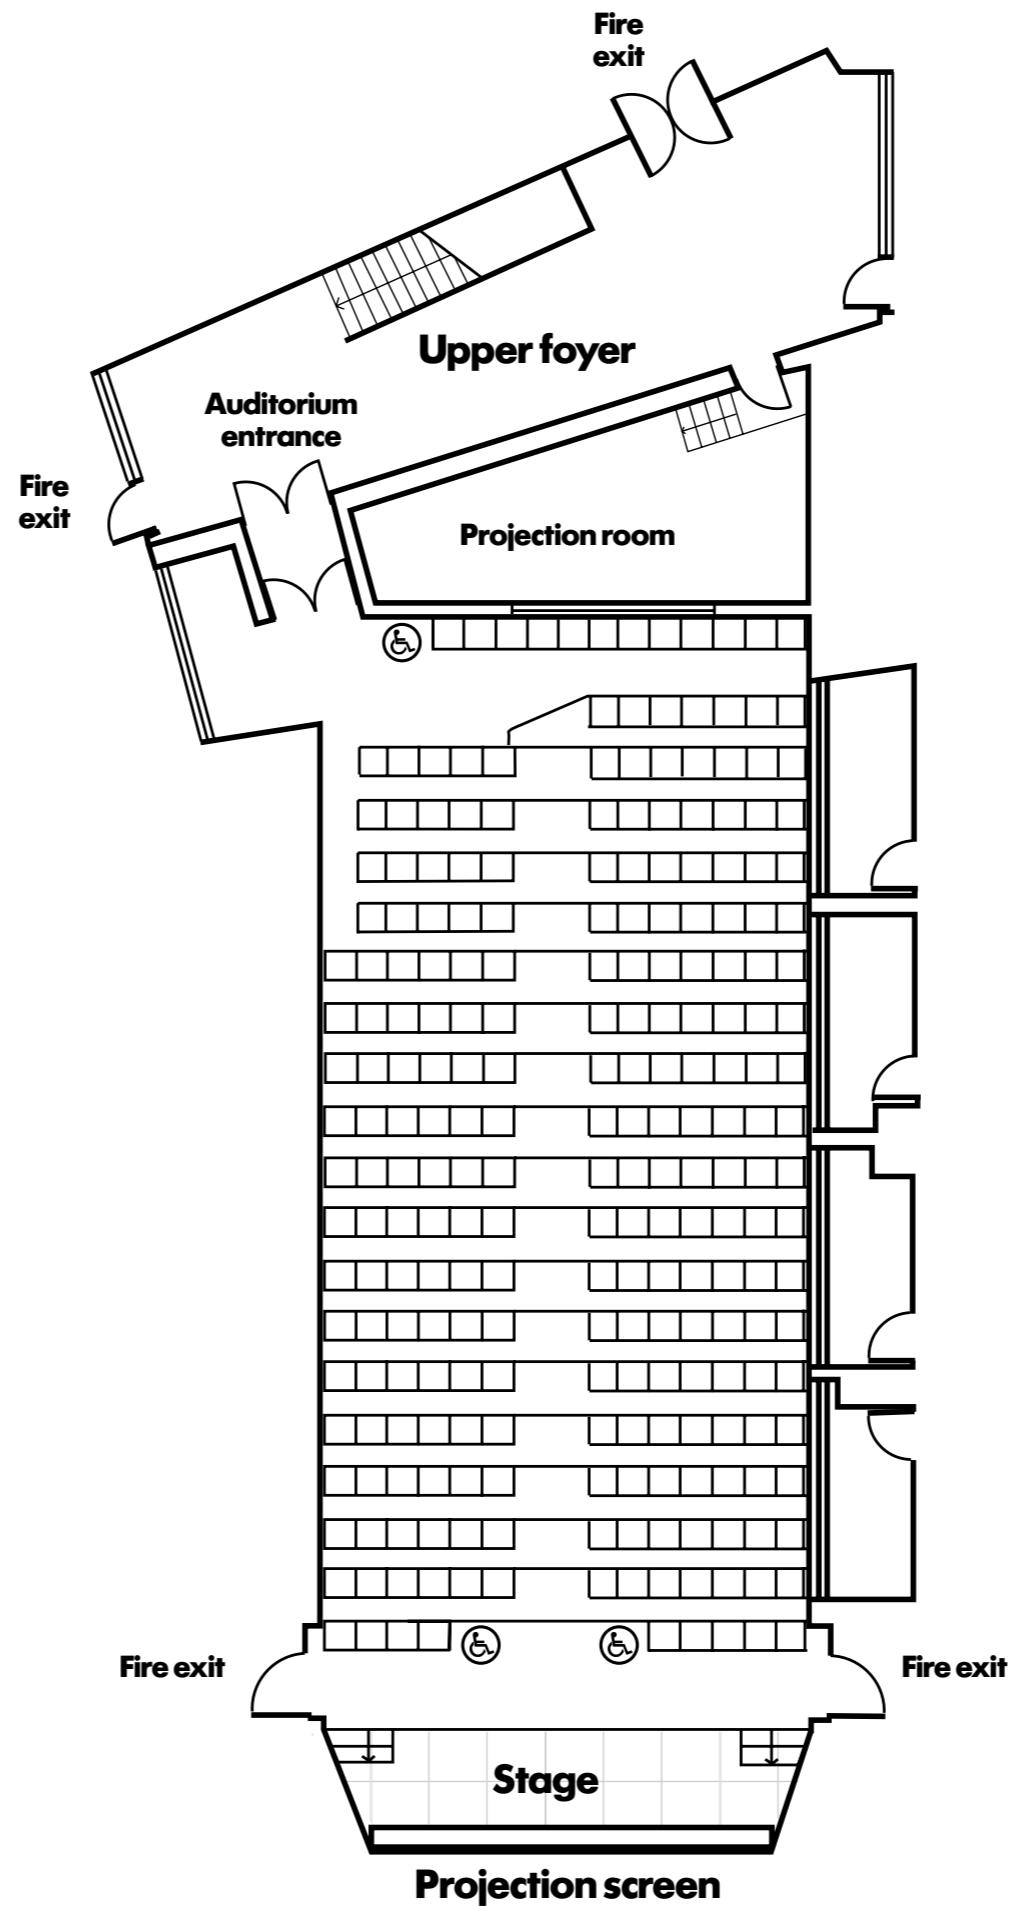 Fire
exit
Upper foyer
Auditorium
entrance
Fire
exit
Projection room
Fire exit
Fire exit
Stage
Projection screen